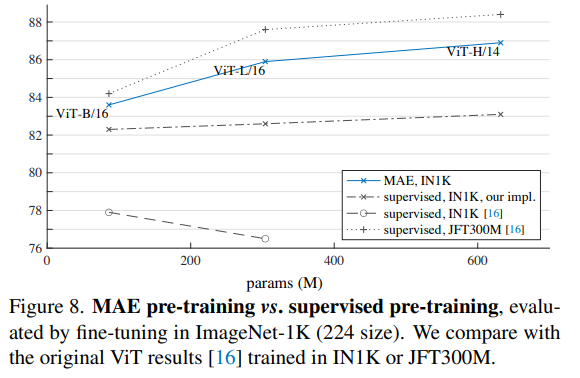 88
86
84
82
80
78
76
0
200
400
600
params (M)
ViT-B/16
ViT-L/16
ViT-H/14
MAE, IN1K
supervised, IN1K, our impl.
supervised, IN1K [16]
supervised, JFT300M [16]
Figure 8. MAE pre-training vs. supervised pre-training, evalu-
ated by fine-tuning in ImageNet-1K (224 size). We compare with
the original ViT results [16] trained in IN1K or JFT300M.